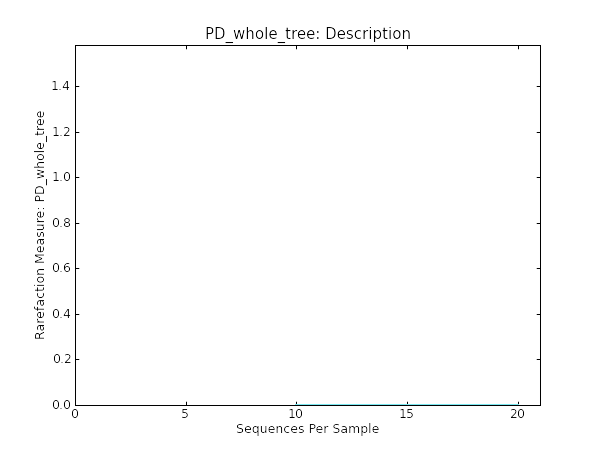 PD_whole_tree: Description
Rarefaction Measure: PD_whole_tree
1.4
1.2
1.0
0.8
0.6
0.4
0.2
0.0
0 5 10 15 20
Sequences Per Sample